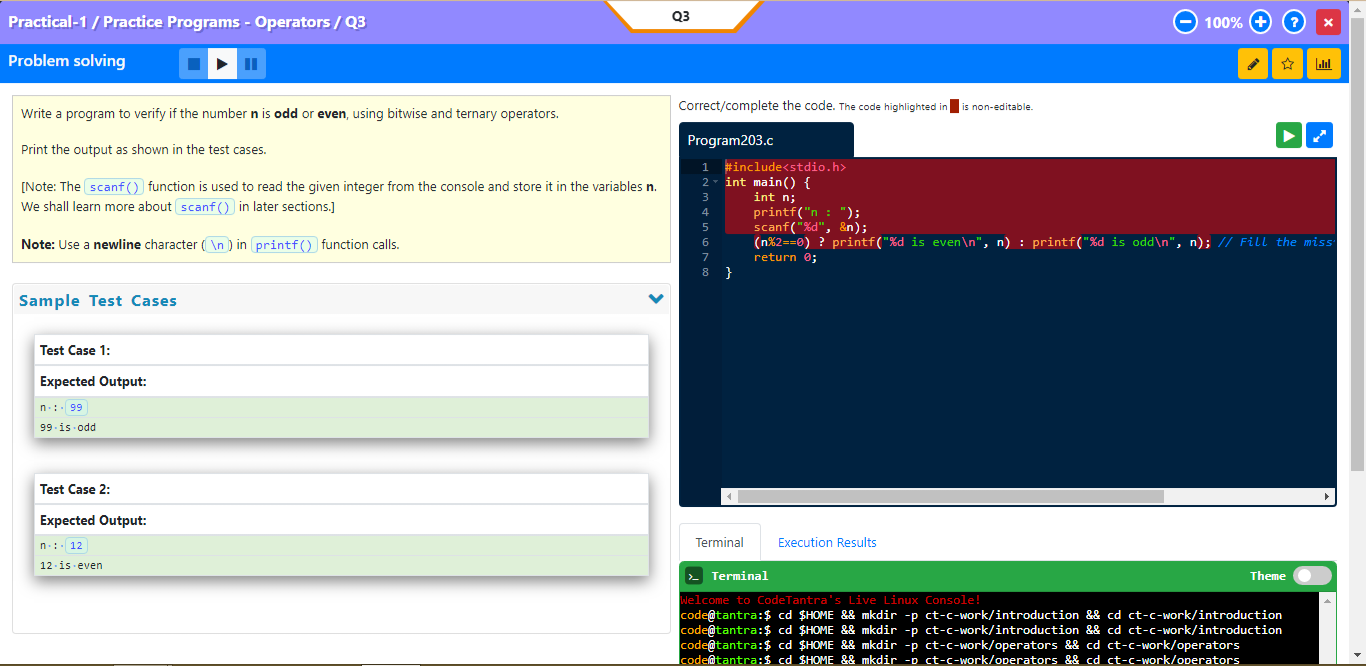 Practical-1 / Practice Programs - Operators / Q3
Q3
100%
Problem solving
Write a program to verify if the number n is odd or even, using bitwise and ternary operators.
Print the output as shown in the test cases.
[Note: The scanf() function is used to read the given integer from the console and store it in the variables n.
We shall learn more about scanf() in later sections.]
Note: Use a newline character (\n) in printf() function calls.
Sample Test Cases
Test Case 1:
Expected Output:
n·:·99
99·is·odd
Test Case 2:
Expected Output:
n·:·12
12·is·even
Correct/complete the code. The code highlighted in is non-editable.
Program203.c
1 #include<stdio.h>
2 int main() {
3 int n;
4 printf("n : ");
5 scanf("%d", &n);
6 (n%2==0) ? printf("%d is even\n", n) : printf("%d is odd\n", n); // Fill the miss
7 return 0;
8 }
Terminal
Execution Results
Terminal
Theme
Welcome to CodeTantra's Live Linux Console!
code@tantra:$ cd $HOME && mkdir -p ct-c-work/introduction && cd ct-c-work/introduction
code@tantra:$ cd $HOME && mkdir -p ct-c-work/introduction && cd ct-c-work/introduction
code@tantra:$ cd $HOME && mkdir -p ct-c-work/operators && cd ct-c-work/operators
code@tantra:$ cd $HOME && mkdir -p ct-c-work/operators && cd ct-c-work/operators